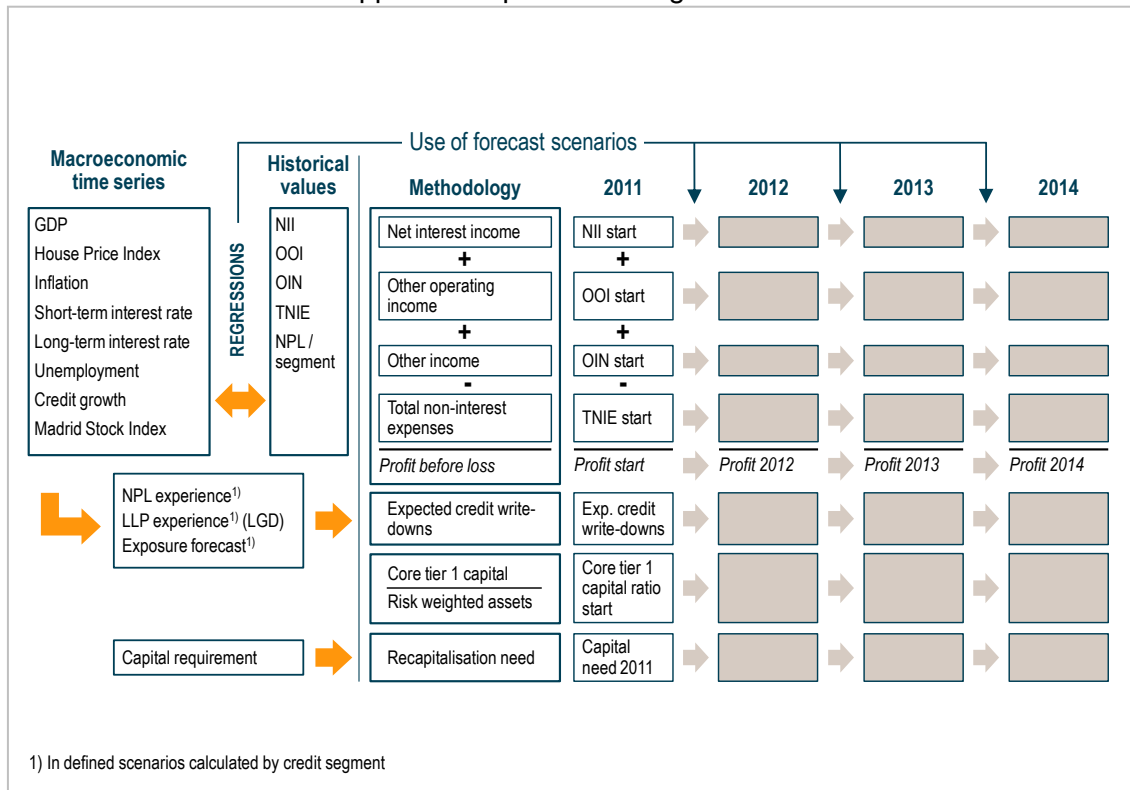 Use of forecast scenarios
Macroeconomic
time series
Historical
values
Methodology
2011
2012
2013
2014
GDP
House Price Index
Inflation
Short-term interest rate
Long-term interest rate
Unemployment
Credit growth
Madrid Stock Index
REGRESSIONS
NII
OOI
OIN
TNIE
NPL /
segment
Net interest income
NII start
+
+
Other operating
income
OOI start
+
+
Other income
OIN start
-
-
Total non-interest
expenses
TNIE start
Profit before loss
Profit start
Profit 2012
Profit 2013
Profit 2014
NPL experience1)
LLP experience1) (LGD)
Exposure forecast1)
Expected credit write-
downs
Exp. credit
write-downs
Core tier 1 capital
Risk weighted assets
Core tier 1
capital ratio
start
Capital requirement
Recapitalisation need
Capital
need 2011
1) In defined scenarios calculated by credit segment